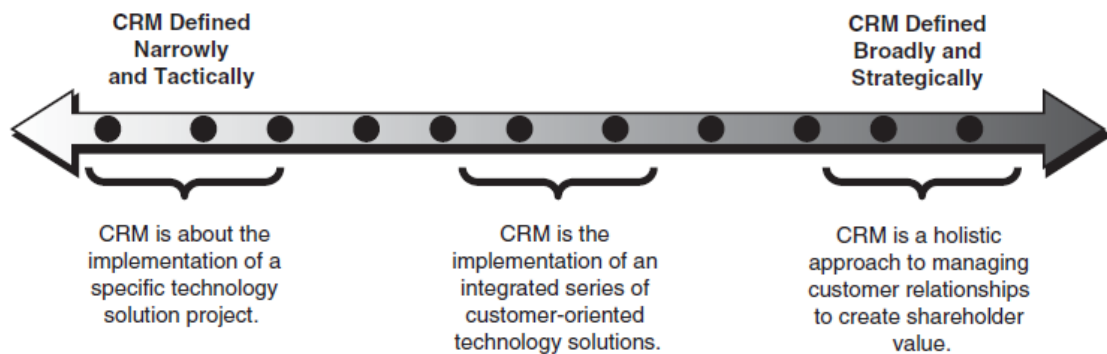 CRM Defined
Narrowly
and Tactically
CRM Defined
Broadly and
Strategically
CRM is about the
implementation of a
specific technology
solution project.
CRM is the
implementation of an
integrated series of
customer-oriented
technology solutions.
CRM is a holistic
approach to managing
customer relationships
to create shareholder
value.